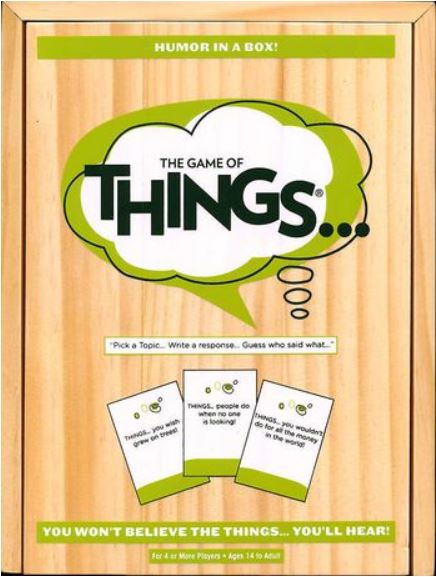 HUMOR IN A BOX!
THE GAME OF
THINGS®...
"Pick a Topic... Write a response... Guess who said what..."
THINGS... you wish
grew on trees!
THINGS... people do
when no one
is looking!
THINGS... you wouldn't
do for all the money
in the world!
YOU WON'T BELIEVE THE THINGS... YOU'LL HEAR!
For 4 or More Players • Ages 14 to Adult